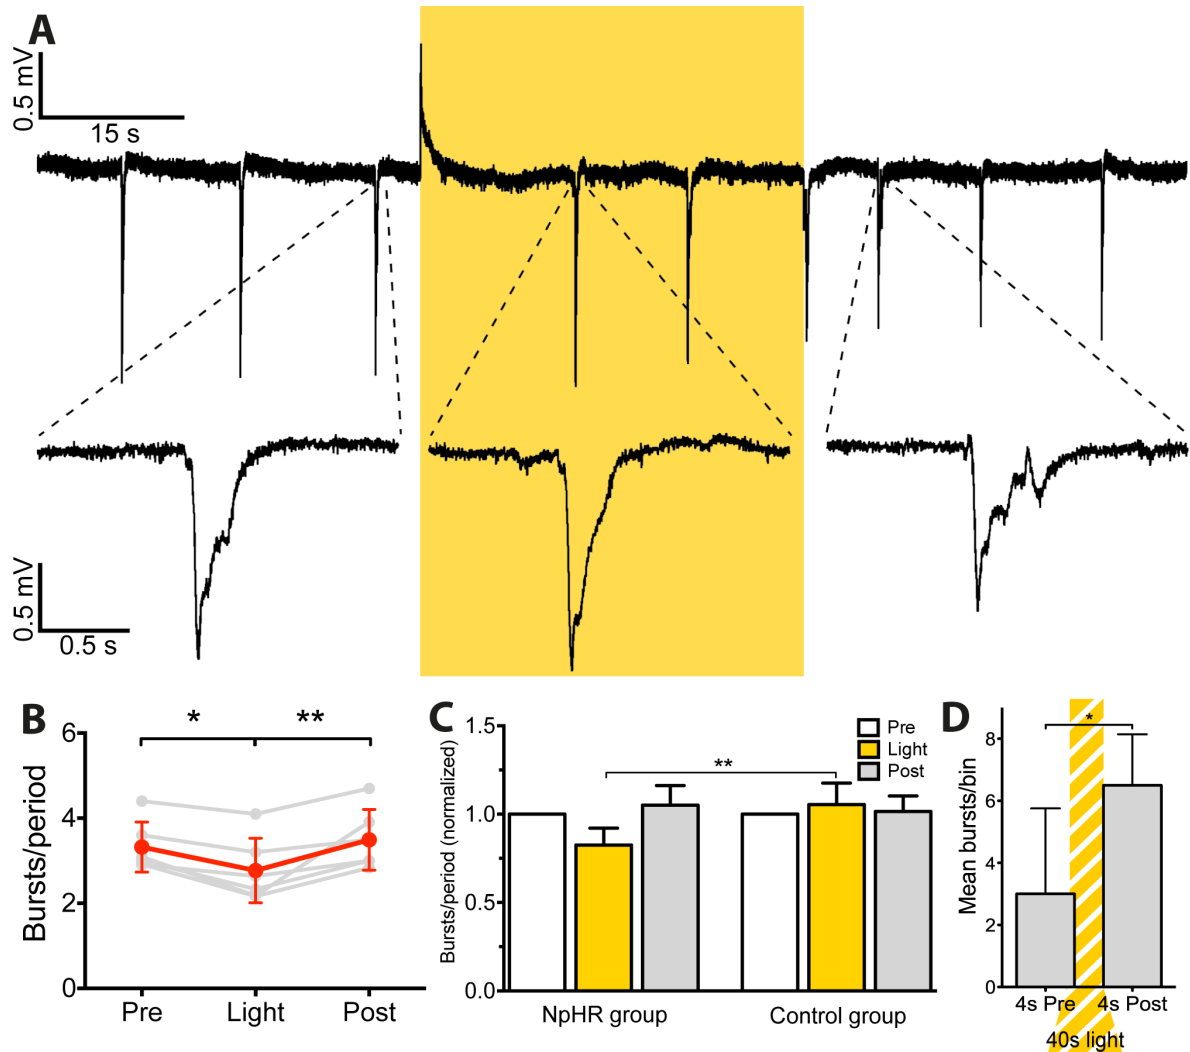 A
0.5 mV
15 s
0.5 mV
0.5 s
B
* **
Bursts/period
6
4
2
0
Pre Light Post
C
Bursts/period (normalized)
1.5
1.0
0.5
0.0
**
Pre
Light
Post
NpHR group Control group
D
Mean bursts/bin
8
6
4
2
0
*
4s Pre 4s Post
40s light